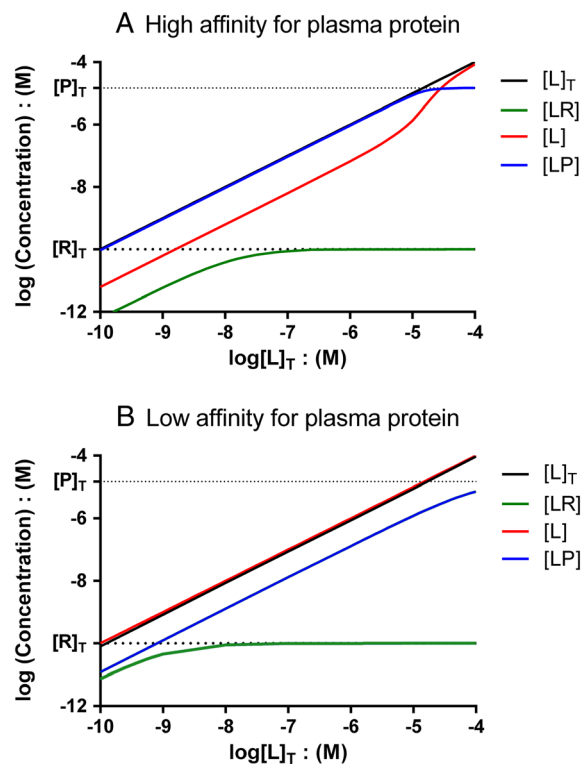 A High affinity for plasma protein
-4
[P]T
-6
-8
[R]T
-12
log (Concentration) : (M)
-10 -9 -8 -7 -6 -5 -4
log[L]T : (M)
[L]T
[LR]
[L]
[LP]
B Low affinity for plasma protein
-4
[P]T
-6
-8
[R]T
-12
log (Concentration) : (M)
-10 -9 -8 -7 -6 -5 -4
log[L]T : (M)
[L]T
[LR]
[L]
[LP]